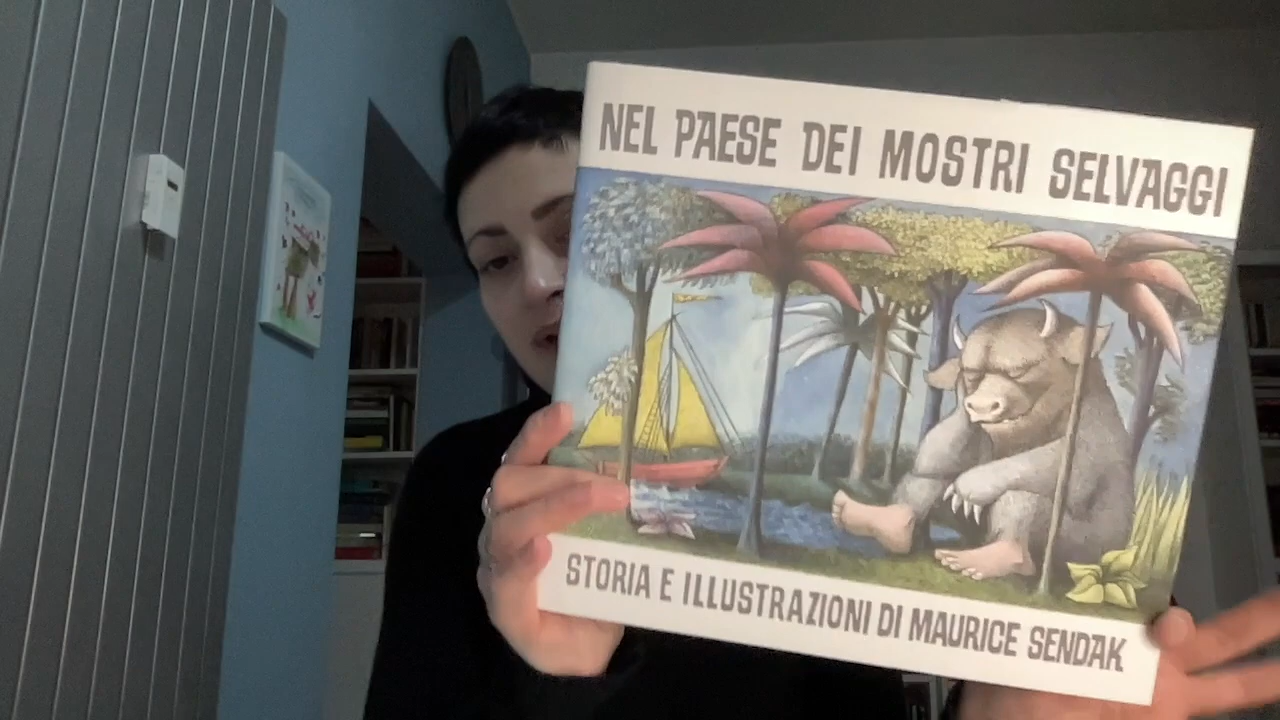 NEL PAESE DEI MOSTRI SELVAGGI
STORIA E ILLUSTRAZIONI DI MAURICE SENDAK